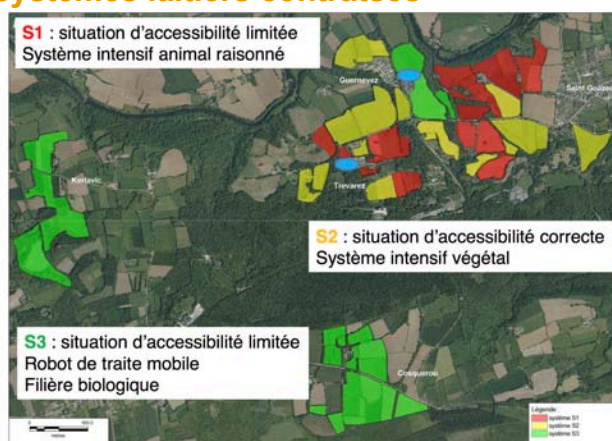 systèmes laitiers contrastés
S1 : situation d'accessibilité limitée
Système intensif animal raisonné
Guernevez
Saint Goazec
Kerlavic
Trévarez
S2 : situation d'accessibilité correcte
Système intensif végétal
S3 : situation d'accessibilité limitée
Robot de traite mobile
Filière biologique
Cosquerou
Légende
système S1
système S2
système S3